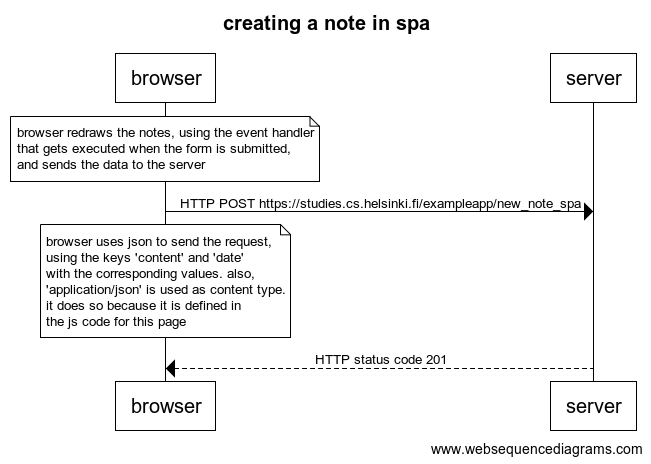 creating a note in spa
browser
server
browser redraws the notes, using the event handler
that gets executed when the form is submitted,
and sends the data to the server
HTTP POST https://studies.cs.helsinki.fi/exampleapp/new_note_spa
browser uses json to send the request,
using the keys 'content' and 'date'
with the corresponding values. also,
'application/json' is used as content type.
it does so because it is defined in
the js code for this page
HTTP status code 201
browser
server
www.websequencediagrams.com